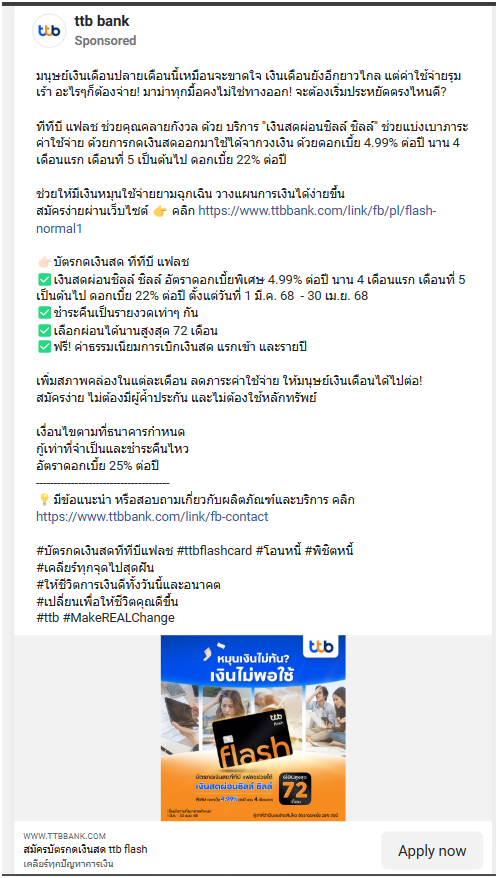 ttb
ttb bank
Sponsored
มนุษย์เงินเดือนปลายเดือนนี้เหมือนจะขาดใจ เงินเดือนยังอีกยาวไกล แต่ค่าใช้จ่ายรุม
เร้า อะไรๆก็ต้องจ่าย! มาม่าทุกมื้อคงไม่ใช่ทางออก! จะต้องเริ่มประหยัดตรงไหนดี?
ทีทีบี แฟลช ช่วยคุณคลายกังวล ด้วย บริการ "เงินสดผ่อนชิลล์ ชิลล์" ช่วยแบ่งเบาภาระ
ค่าใช้จ่าย ด้วยการกดเงินสดออกมาใช้ได้จากวงเงิน ด้วยดอกเบี้ย 4.99% ต่อปี นาน 4
เดือนแรก เดือนที่ 5 เป็นต้นไป ดอกเบี้ย 22% ต่อปี
ช่วยให้มีเงินหมุนใช้จ่ายยามฉุกเฉิน วางแผนการเงินได้ง่ายขึ้น
สมัครง่ายผ่านเว็บไซต์ 👉 คลิก https://www.ttbbank.com/link/fb/pl/flash-
normal1
👉🏻บัตรกดเงินสด ทีทีบี แฟลช
✅เงินสดผ่อนชิลล์ ชิลล์ อัตราดอกเบี้ยพิเศษ 4.99% ต่อปี นาน 4 เดือนแรก เดือนที่ 5
เป็นต้นไป ดอกเบี้ย 22% ต่อปี ตั้งแต่วันที่ 1 มี.ค. 68 - 30 เม.ย. 68
✅ชำระคืนเป็นรายงวดเท่าๆ กัน
✅เลือกผ่อนได้นานสูงสุด 72 เดือน
✅ฟรี! ค่าธรรมเนียมการเบิกเงินสด แรกเข้า และรายปี
เพิ่มสภาพคล่องในแต่ละเดือน ลดภาระค่าใช้จ่าย ให้มนุษย์เงินเดือนได้ไปต่อ!
สมัครง่าย ไม่ต้องมีผู้ค้ำประกัน และไม่ต้องใช้หลักทรัพย์
เงื่อนไขตามที่ธนาคารกำหนด
กู้เท่าที่จำเป็นและชำระคืนไหว
อัตราดอกเบี้ย 25% ต่อปี
--------------------------------------
💡มีข้อแนะนำ หรือสอบถามเกี่ยวกับผลิตภัณฑ์และบริการ คลิก
https://www.ttbbank.com/link/fb-contact
#บัตรกดเงินสดทีทีบีแฟลช #ttbflashcard #โอนหนี้ #พิชิตหนี้
#เคลียร์ทุกจุดไปสุดฝัน
#ให้ชีวิตการเงินดีทั้งวันนี้และอนาคต
#เปลี่ยนเพื่อให้ชีวิตคุณดีขึ้น
#ttb #MakeREALChange
ttb
หมุนเงินไม่ทัน?
เงินไม่พอใช้
ttb
flash
flash
บัตรกดเงินสดทีทีบี แฟลชช่วยได้
เงินสดผ่อนชิลล์ ชิลล์
4.99% 4
ผ่อนสูงสุด
72
เดือน
WWW.TTBBANK.COM
สมัครบัตรกดเงินสด ttb flash
เคลียร์ทุกปัญหาการเงิน
Apply now